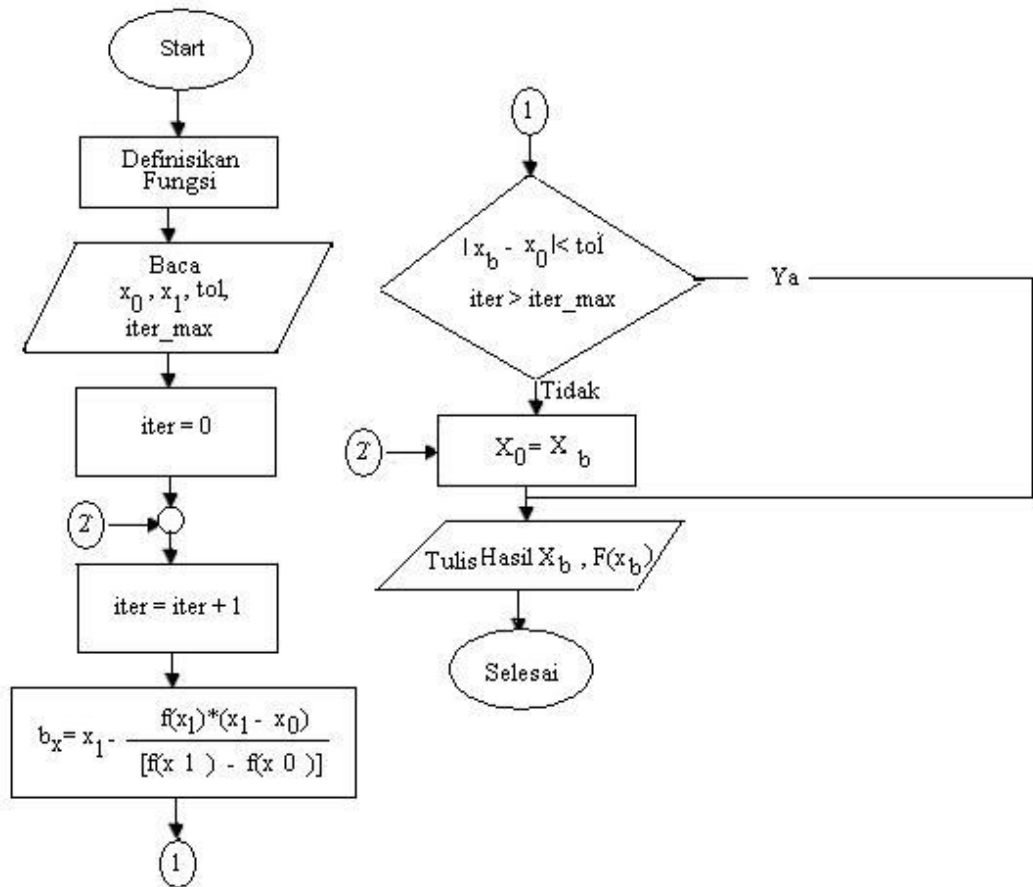 Start
Definisikan
Fungsi
Baca
x0 , x1, tol,
iter_max
iter = 0
2
iter = iter + 1
bx= x1 - f(x1)*(x1 - x0)
[f(x 1 ) - f(x 0 )]
1
1
| xb - x0|< tol
iter > iter_max
Ya
Tidak
2
X0= X b
Tulis Hasil Xb , F(xb)
Selesai